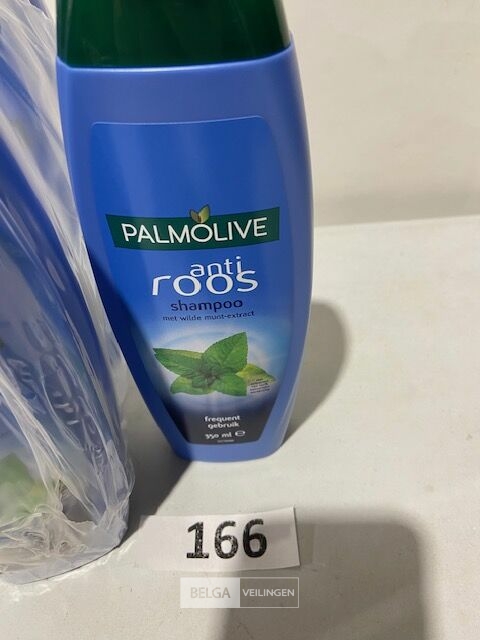 PALMOLIVE
anti
roos
shampoo
met wilde munt-extract
frequent
gebruik
350 ml e
166
BELGA VEILINGEN